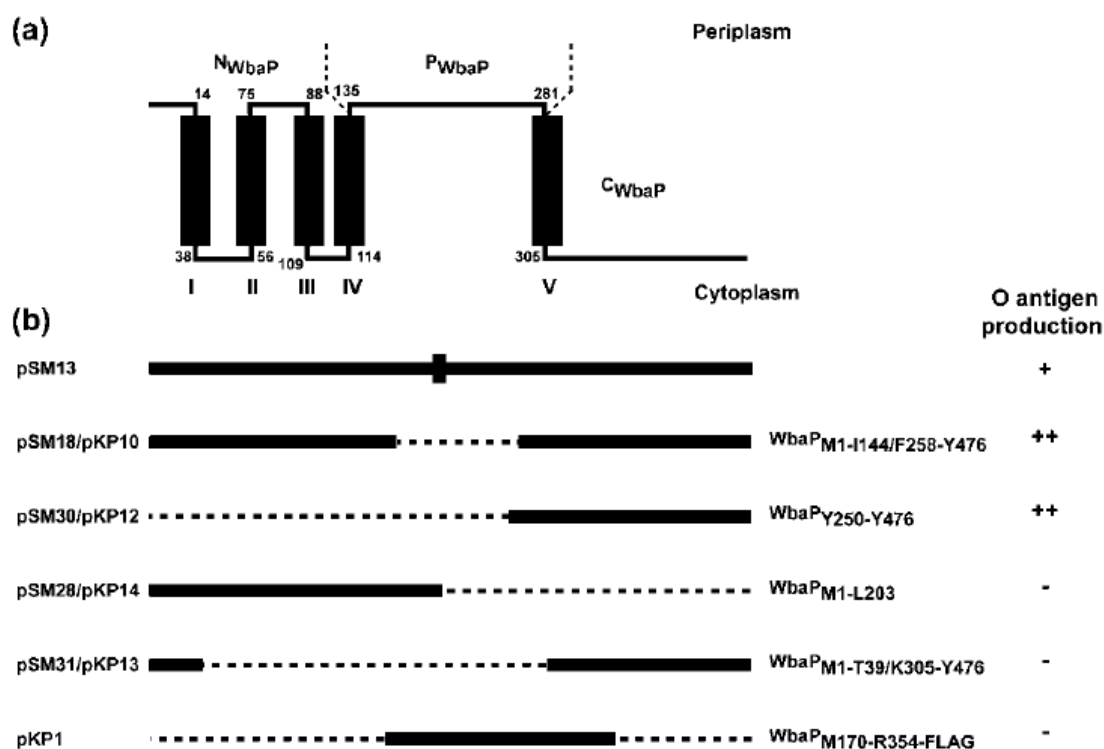 (a)
Periplasm
NWbaP PWbaP
14 75 88 135 281
CWbaP
38 56 109 114 305
I II III IV V
Cytoplasm
(b)
O antigen
production
pSM13 +
pSM18/pKP10 WbaPM1-I144/F258-Y476 ++
pSM30/pKP12 WbaPY250-Y476 ++
pSM28/pKP14 WbaPM1-L203 -
pSM31/pKP13 WbaPM1-T39/K305-Y476 -
pKP1 WbaPM170-R354-FLAG -